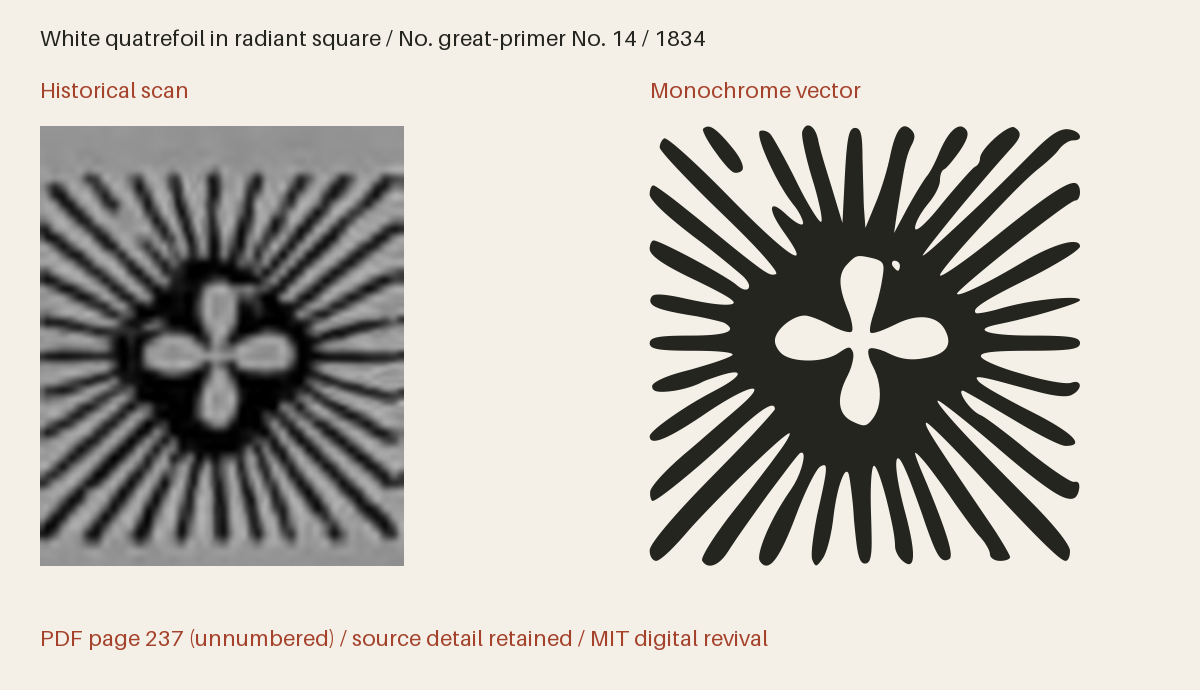 White quatrefoil in radiant square / No. great-primer No. 14 / 1834
Historical scan
Monochrome vector
PDF page 237 (unnumbered) / source detail retained / MIT digital revival